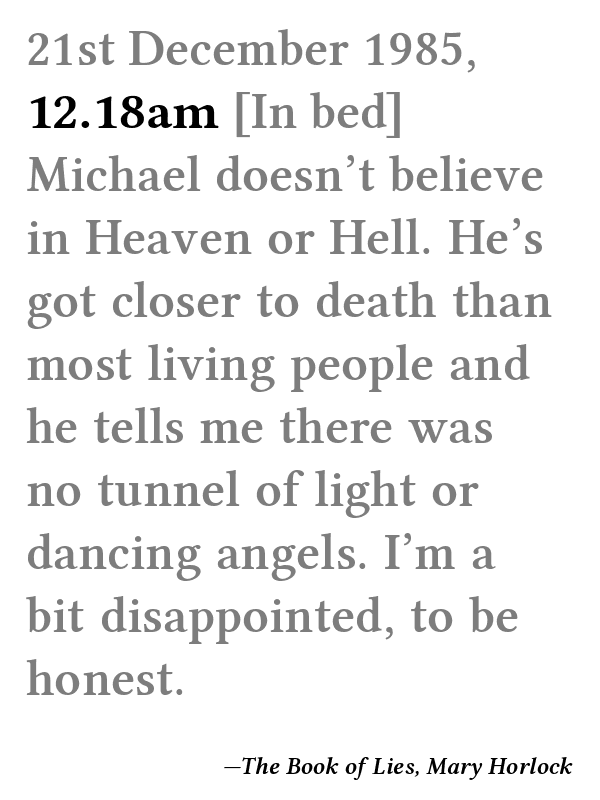 21st December 1985,
12.18am [In bed]
Michael doesn’t believe
in Heaven or Hell. He’s
got closer to death than
most living people and
he tells me there was
no tunnel of light or
dancing angels. I’m a
bit disappointed, to be
honest.
—The Book of Lies, Mary Horlock